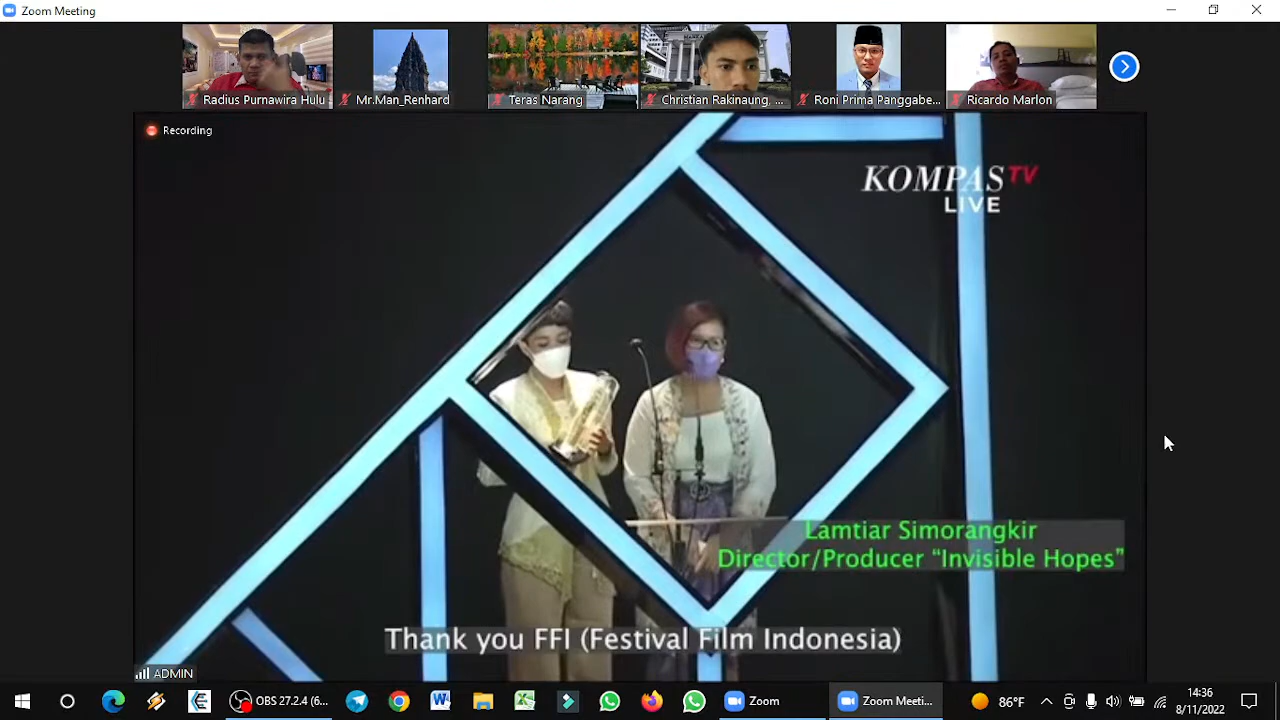 Zoom Meeting
Radius Purnawira Hulu
Mr.Man_Renhard
Teras Narang
Christian Rakinaung, ...
Roni Prima Panggabe...
Ricardo Marlon
Recording
KOMPAS TV
LIVE
Lamtiar Simorangkir
Director/Producer “Invisible Hopes”
Thank you FFI (Festival Film Indonesia)
ADMIN
OBS 27.2.4 (6...
Zoom
Zoom Meeti...
86°F
14:36
8/11/2022